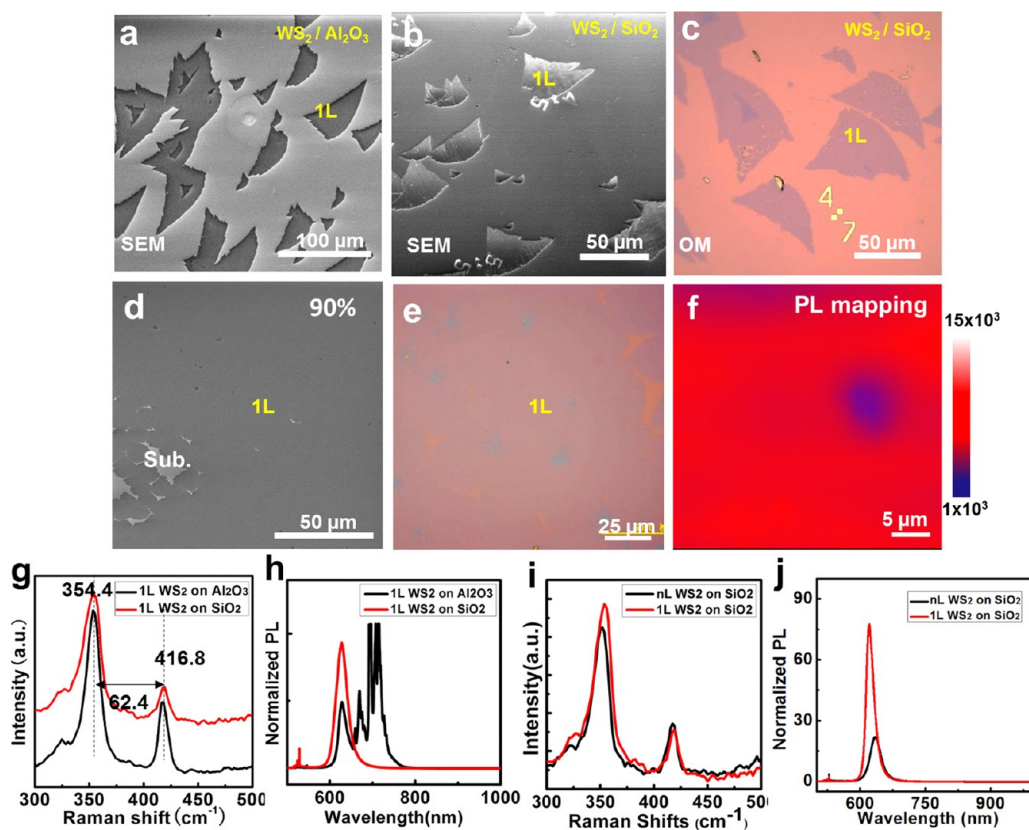 a
WS₂ / Al₂O₃
1L
SEM
100 μm
b
WS₂ / SiO₂
1L
5:5
SEM
5:5
50 μm
c
WS₂ / SiO₂
1L
4
7
OM
50 μm
d
90%
1L
Sub.
50 μm
e
1L
25 μm
f
PL mapping
5 μm
15x10³
1x10³
g
354.4
1L WS₂ on Al₂O₃
1L WS₂ on SiO₂
416.8
62.4
Intensity (a.u.)
300 350 400 450 500
Raman shift (cm⁻¹)
h
1L WS2 on Al2O3
1L WS2 on SiO2
Normalized PL
600 800 1000
Wavelength(nm)
i
nL WS₂ on SiO₂
1L WS₂ on SiO₂
Intensity(a.u.)
300 350 400 450 500
Raman Shifts (cm⁻¹)
j
nL WS₂ on SiO₂
1L WS₂ on SiO₂
Normalized PL
90
60
30
0
600 800
Wavelength (nm)